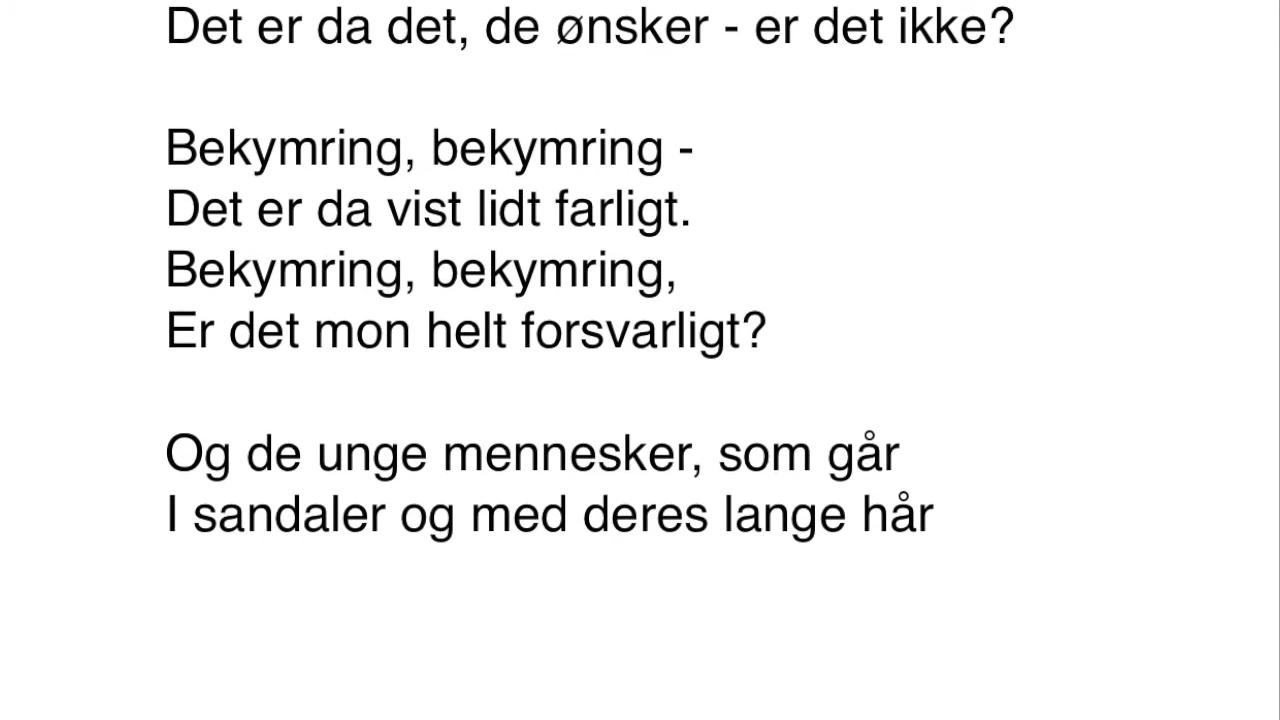 Det er da det, de ønsker - er det ikke?
Bekymring, bekymring -
Det er da vist lidt farligt.
Bekymring, bekymring,
Er det mon helt forsvarligt?
Og de unge mennesker, som går
I sandaler og med deres lange hår